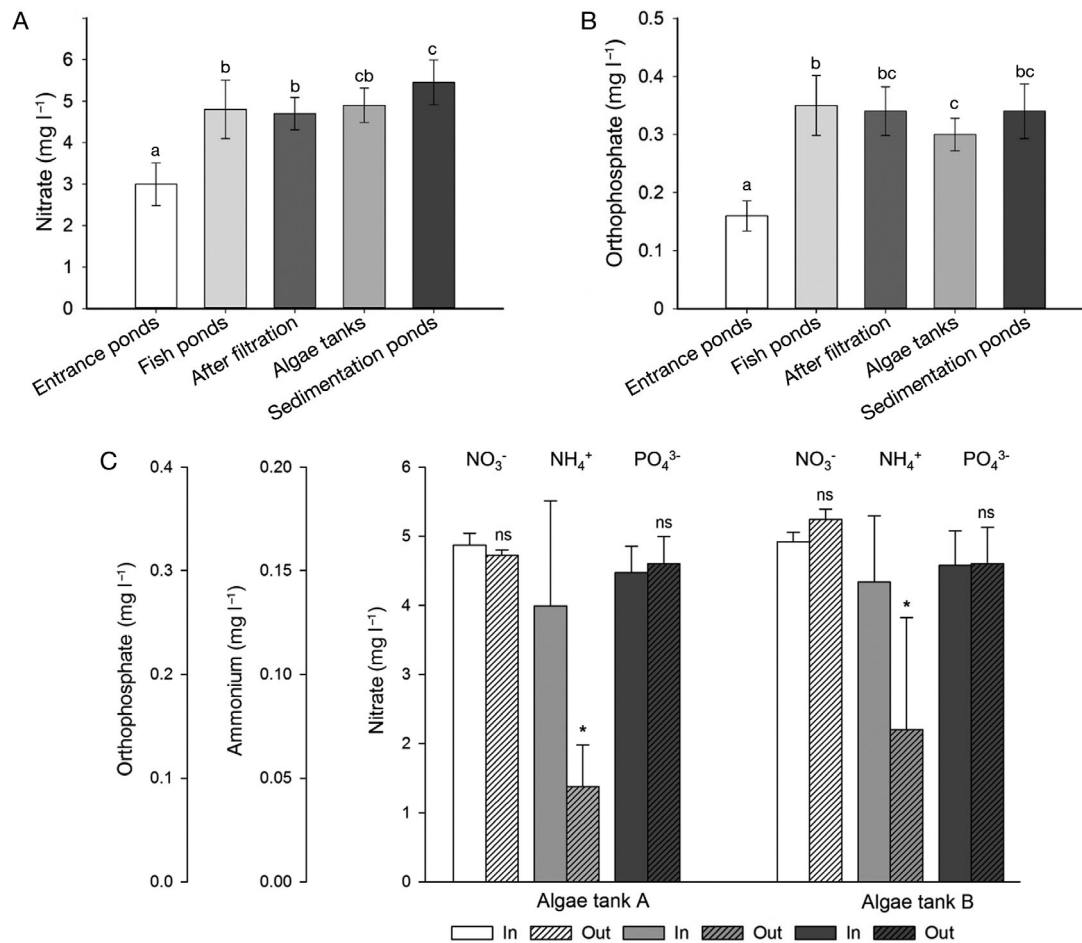 A
Nitrate (mg l⁻¹)
6
5
4
3
2
1
0
a
b
b
cb
c
Entrance ponds
Fish ponds
After filtration
Algae tanks
Sedimentation ponds
B
Orthophosphate (mg l⁻¹)
0.5
0.4
0.3
0.2
0.1
0
a
b
bc
c
bc
Entrance ponds
Fish ponds
After filtration
Algae tanks
Sedimentation ponds
C
Orthophosphate (mg l⁻¹)
0.4
0.3
0.2
0.1
0.0
Ammonium (mg l⁻¹)
0.20
0.15
0.10
0.05
0.00
Nitrate (mg l⁻¹)
6
5
4
3
2
1
0
NO₃⁻ NH₄⁺ PO₄³⁻
ns
*
ns
NO₃⁻ NH₄⁺ PO₄³⁻
ns
*
ns
Algae tank A
Algae tank B
In Out In Out In Out